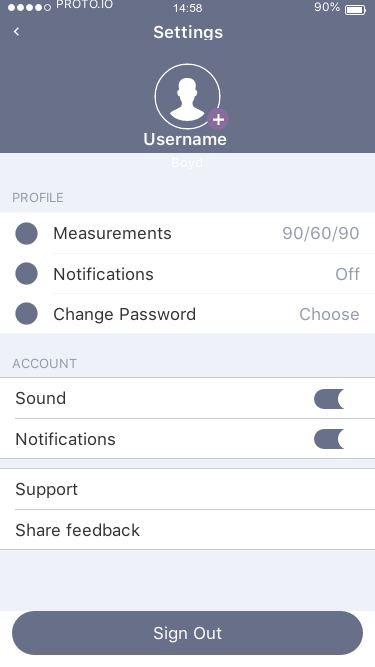 PROTO.IO 14:58 90%
Settings
Username
Boyd
PROFILE
Measurements 90/60/90
Notifications Off
Change Password Choose
ACCOUNT
Sound
Notifications
Support
Share feedback
Sign Out